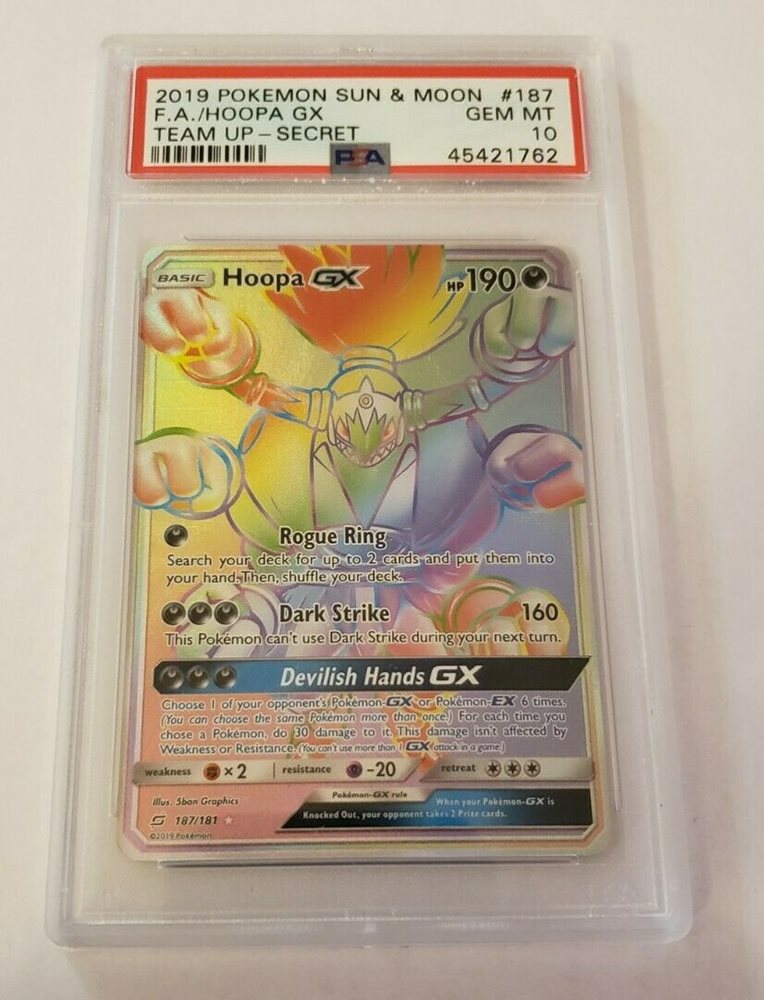 2019 POKEMON SUN & MOON #187
F.A./HOOPA GX GEM MT
TEAM UP - SECRET 10
PSA 45421762
BASIC Hoopa GX HP 190
Rogue Ring
Search your deck for up to 2 cards and put them into
your hand. Then, shuffle your deck.
Dark Strike 160
This Pokémon can't use Dark Strike during your next turn.
Devilish Hands GX
Choose 1 of your opponent's Pokémon-GX or Pokémon-EX 6 times.
(You can choose the same Pokémon more than once.) For each time you
chose a Pokémon, do 30 damage to it. This damage isn't affected by
Weakness or Resistance. (You can't use more than 1 GX attack in a game.)
weakness × 2 resistance -20 retreat
Illus. 5ban Graphics
Pokémon-GX rule
When your Pokémon-GX is
Knocked Out, your opponent takes 2 Prize cards.
187/181
©2019 Pokémon